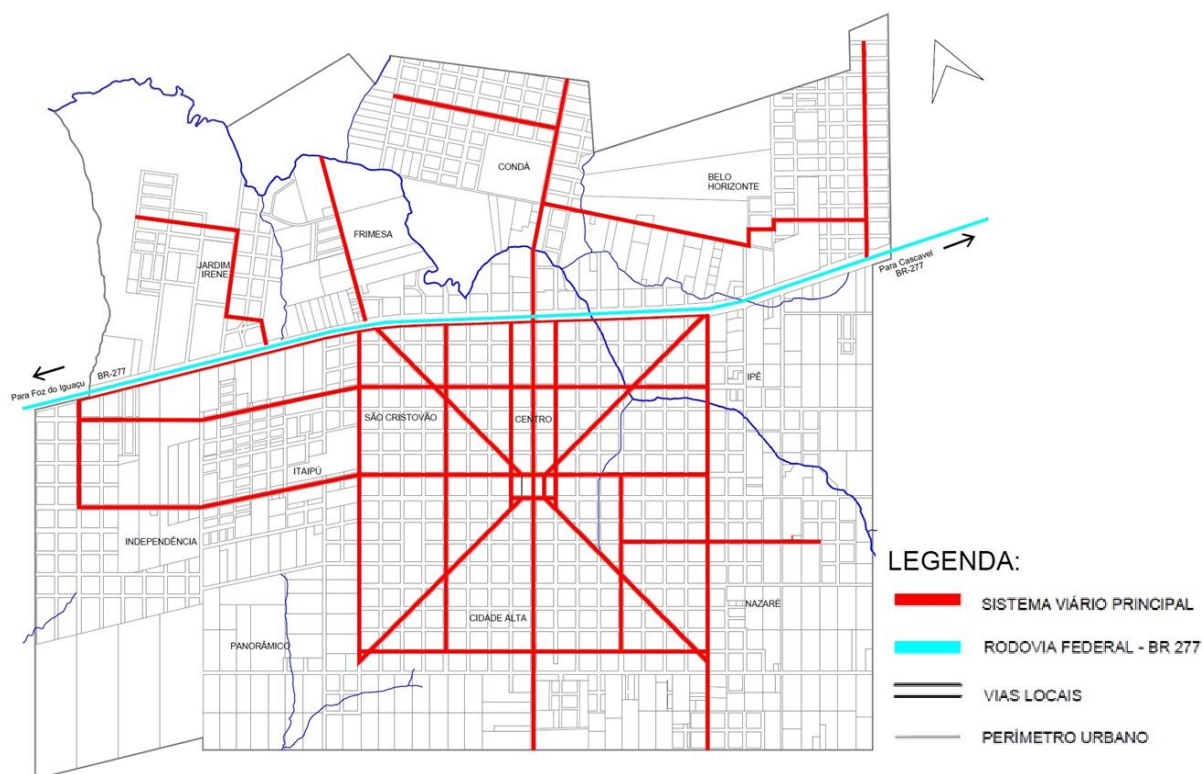 CONDÁ
BELO
HORIZONTE
FRIMESA
JARDIM
IRENE
Para Cascavel
BR-277
Para Foz do Iguaçu
BR-277
IPÊ
SÃO CRISTOVÃO
CENTRO
ITAIPÚ
INDEPENDÊNCIA
CIDADE ALTA
NAZARÉ
PANORÂMICO
LEGENDA:
SISTEMA VIÁRIO PRINCIPAL
RODOVIA FEDERAL - BR 277
VIAS LOCAIS
PERÍMETRO URBANO